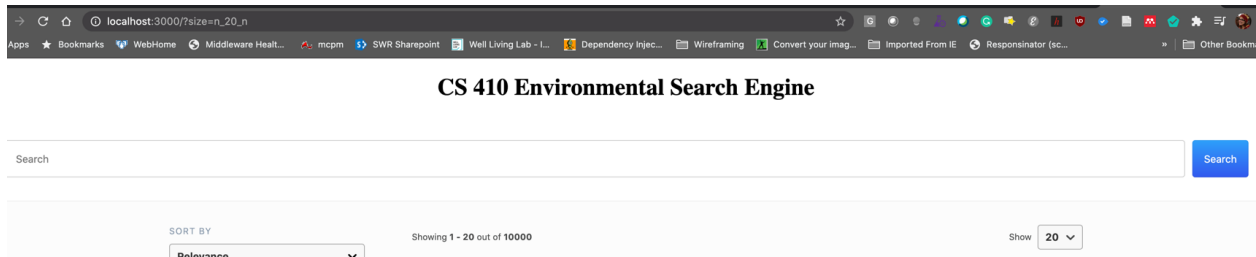 localhost:3000/?size=n_20_n
Apps Bookmarks WebHome Middleware Healt... mcpm SWR Sharepoint Well Living Lab - I... Dependency Injec... Wireframing Convert your imag... Imported From IE Responsinator (sc... » Other Bookma
CS 410 Environmental Search Engine
Search Search
SORT BY
Showing 1 - 20 out of 10000 Show 20
Relevance